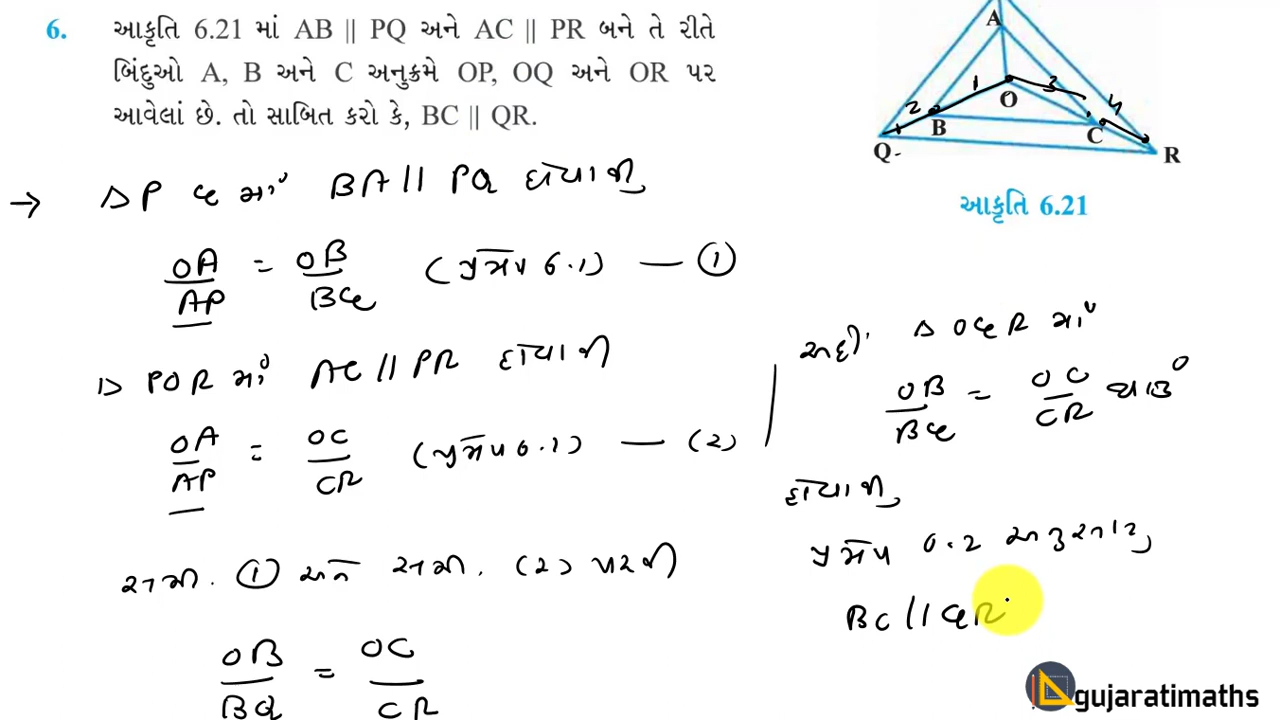 6. આકૃતિ 6.21 માં AB || PQ અને AC || PR બને તે રીતે
બિંદુઓ A, B અને C અનુક્રમે OP, OQ અને OR પર
આવેલાં છે. તો સાબિત કરો કે, BC || QR.
A
1 3 4
2 O
1 B C
Q R
આકૃતિ 6.21
→ Δ P Q માં BA || PQ હોવાથી
OA/AP = OB/BQ (પ્રમેય 6.1) — ①
Δ POR માં AC || PR હોવાથી
OA/AP = OC/CR (પ્રમેય 6.1) — (2)
સમી. ① અને સમી. (2) પરથી
OB/BQ = OC/CR
અહીં Δ OQR માં
OB/BQ = OC/CR થાય
હોવાથી
પ્રમેય 6.2 અનુસાર
BC || QR
gujaratimaths